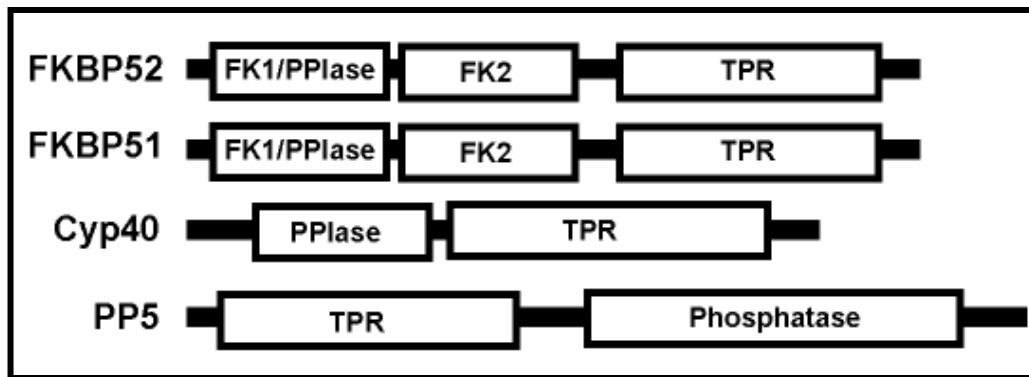 FKBP52 FK1/PPIase FK2 TPR
FKBP51 FK1/PPIase FK2 TPR
Cyp40 PPIase TPR
PP5 TPR Phosphatase